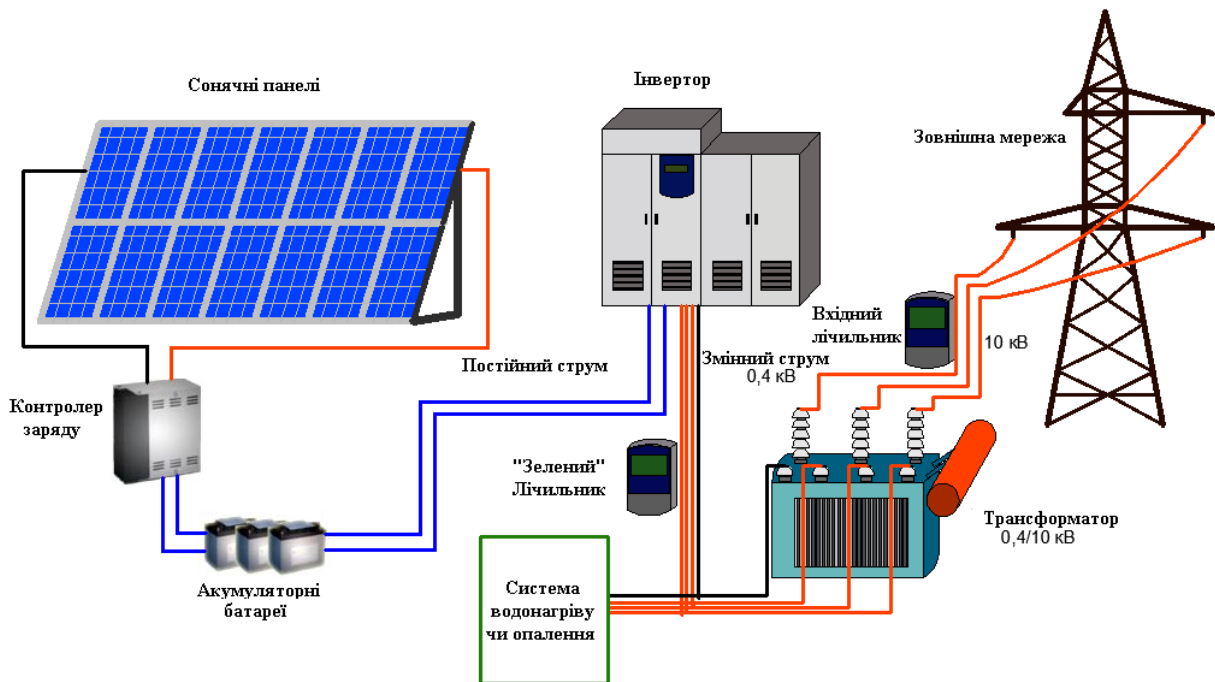 Сонячні панелі
Інвертор
Зовнішна мережа
Вхідний
лічильник
10 кВ
Постійний струм
Змінний струм
0,4 кВ
Контролер
заряду
"Зелений"
Лічильник
Трансформатор
0,4/10 кВ
Акумуляторні
батареї
Система
водонагріву
чи опалення